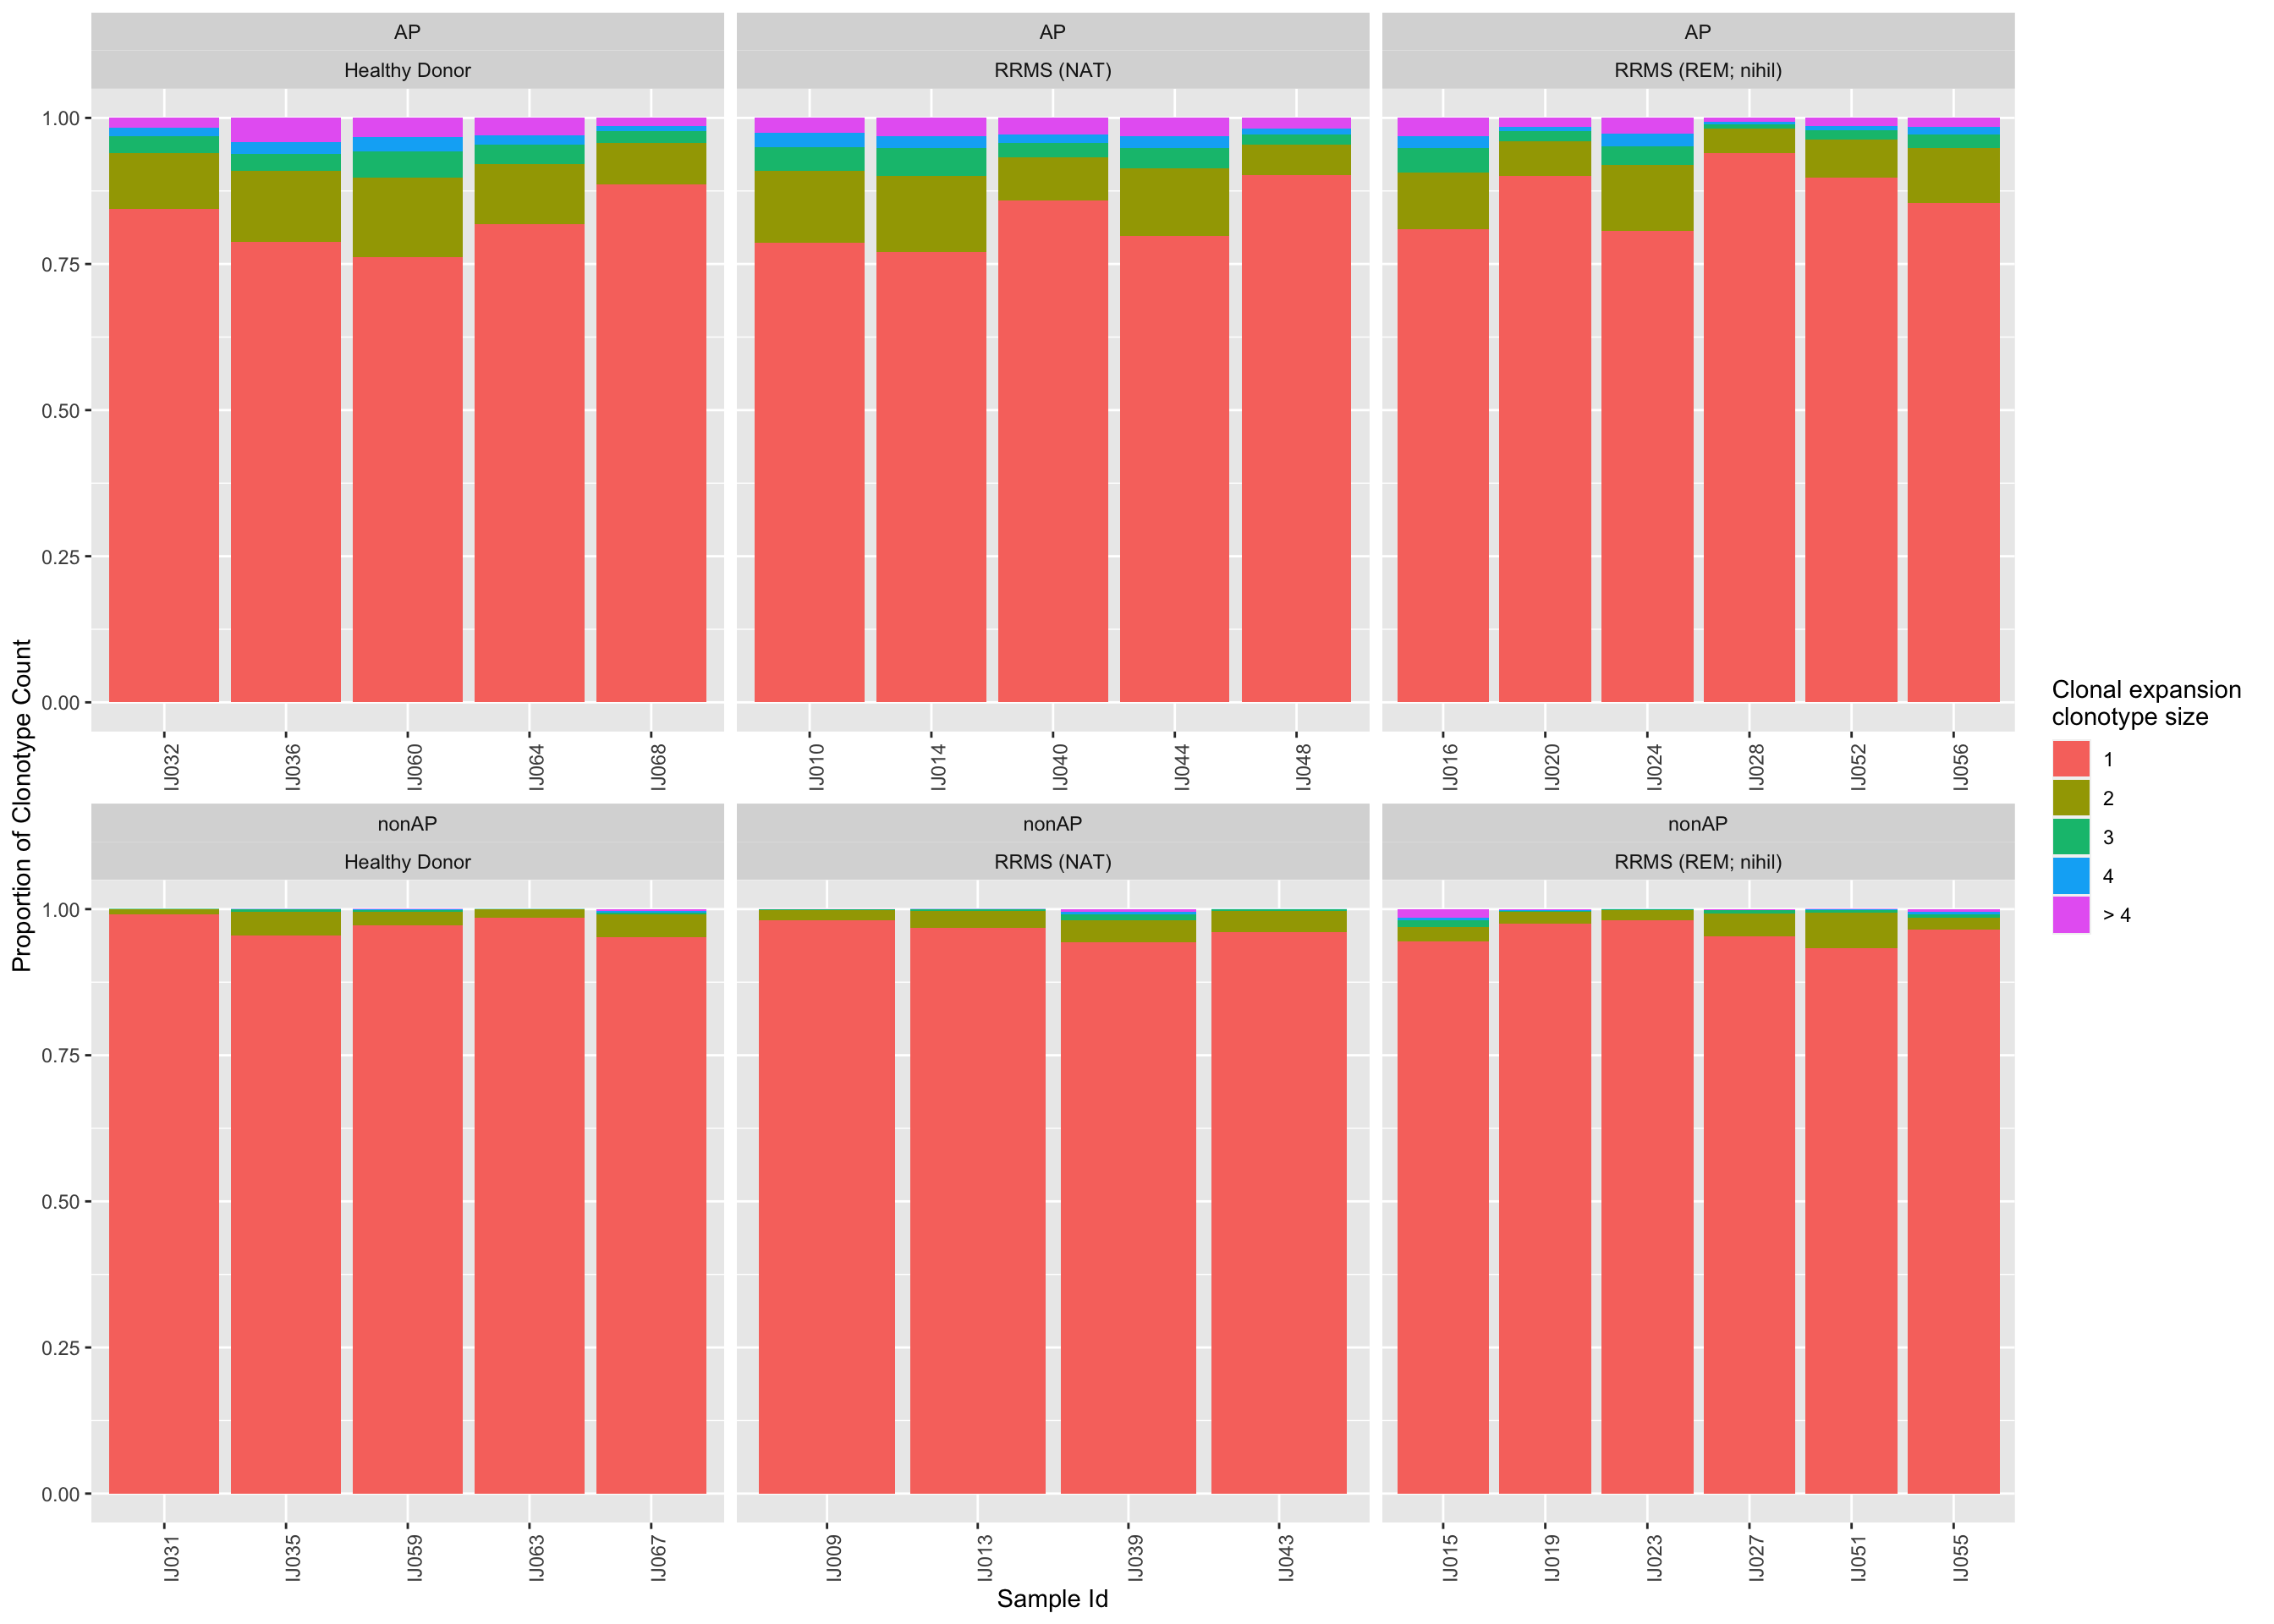 AP
AP
AP
Healthy Donor
RRMS (NAT)
RRMS (REM; nihil)
1.00
0.75
0.50
0.25
0.00
IJ032
IJ036
IJ060
IJ064
IJ068
IJ010
IJ014
IJ040
IJ044
IJ048
IJ016
IJ020
IJ024
IJ028
IJ052
IJ056
nonAP
nonAP
nonAP
Healthy Donor
RRMS (NAT)
RRMS (REM; nihil)
1.00
0.75
0.50
0.25
0.00
IJ031
IJ035
IJ059
IJ063
IJ067
IJ009
IJ013
IJ039
IJ043
IJ015
IJ019
IJ023
IJ027
IJ051
IJ055
Sample Id
Proportion of Clonotype Count
Clonal expansion
clonotype size
1
2
3
4
> 4